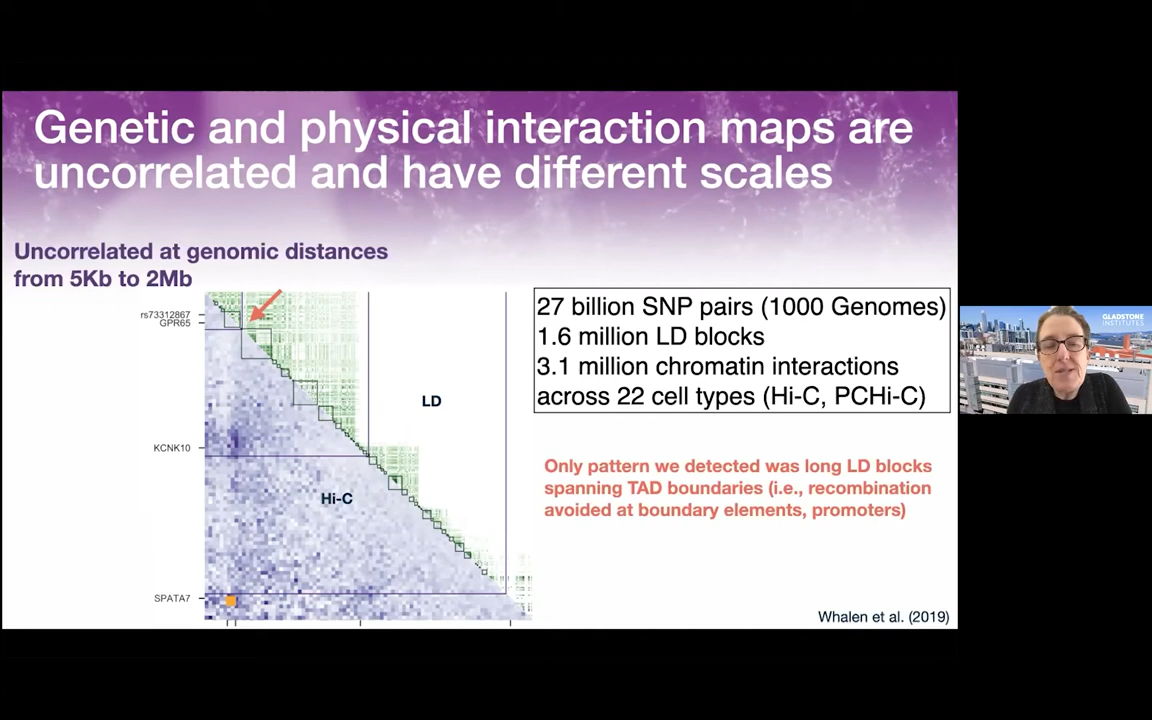 Genetic and physical interaction maps are
uncorrelated and have different scales
Uncorrelated at genomic distances
from 5Kb to 2Mb
rs73312867
GPR65
KCNK10
SPATA7
LD
Hi-C
27 billion SNP pairs (1000 Genomes)
1.6 million LD blocks
3.1 million chromatin interactions
across 22 cell types (Hi-C, PCHi-C)
Only pattern we detected was long LD blocks
spanning TAD boundaries (i.e., recombination
avoided at boundary elements, promoters)
Whalen et al. (2019)
GLADSTONE
INSTITUTES